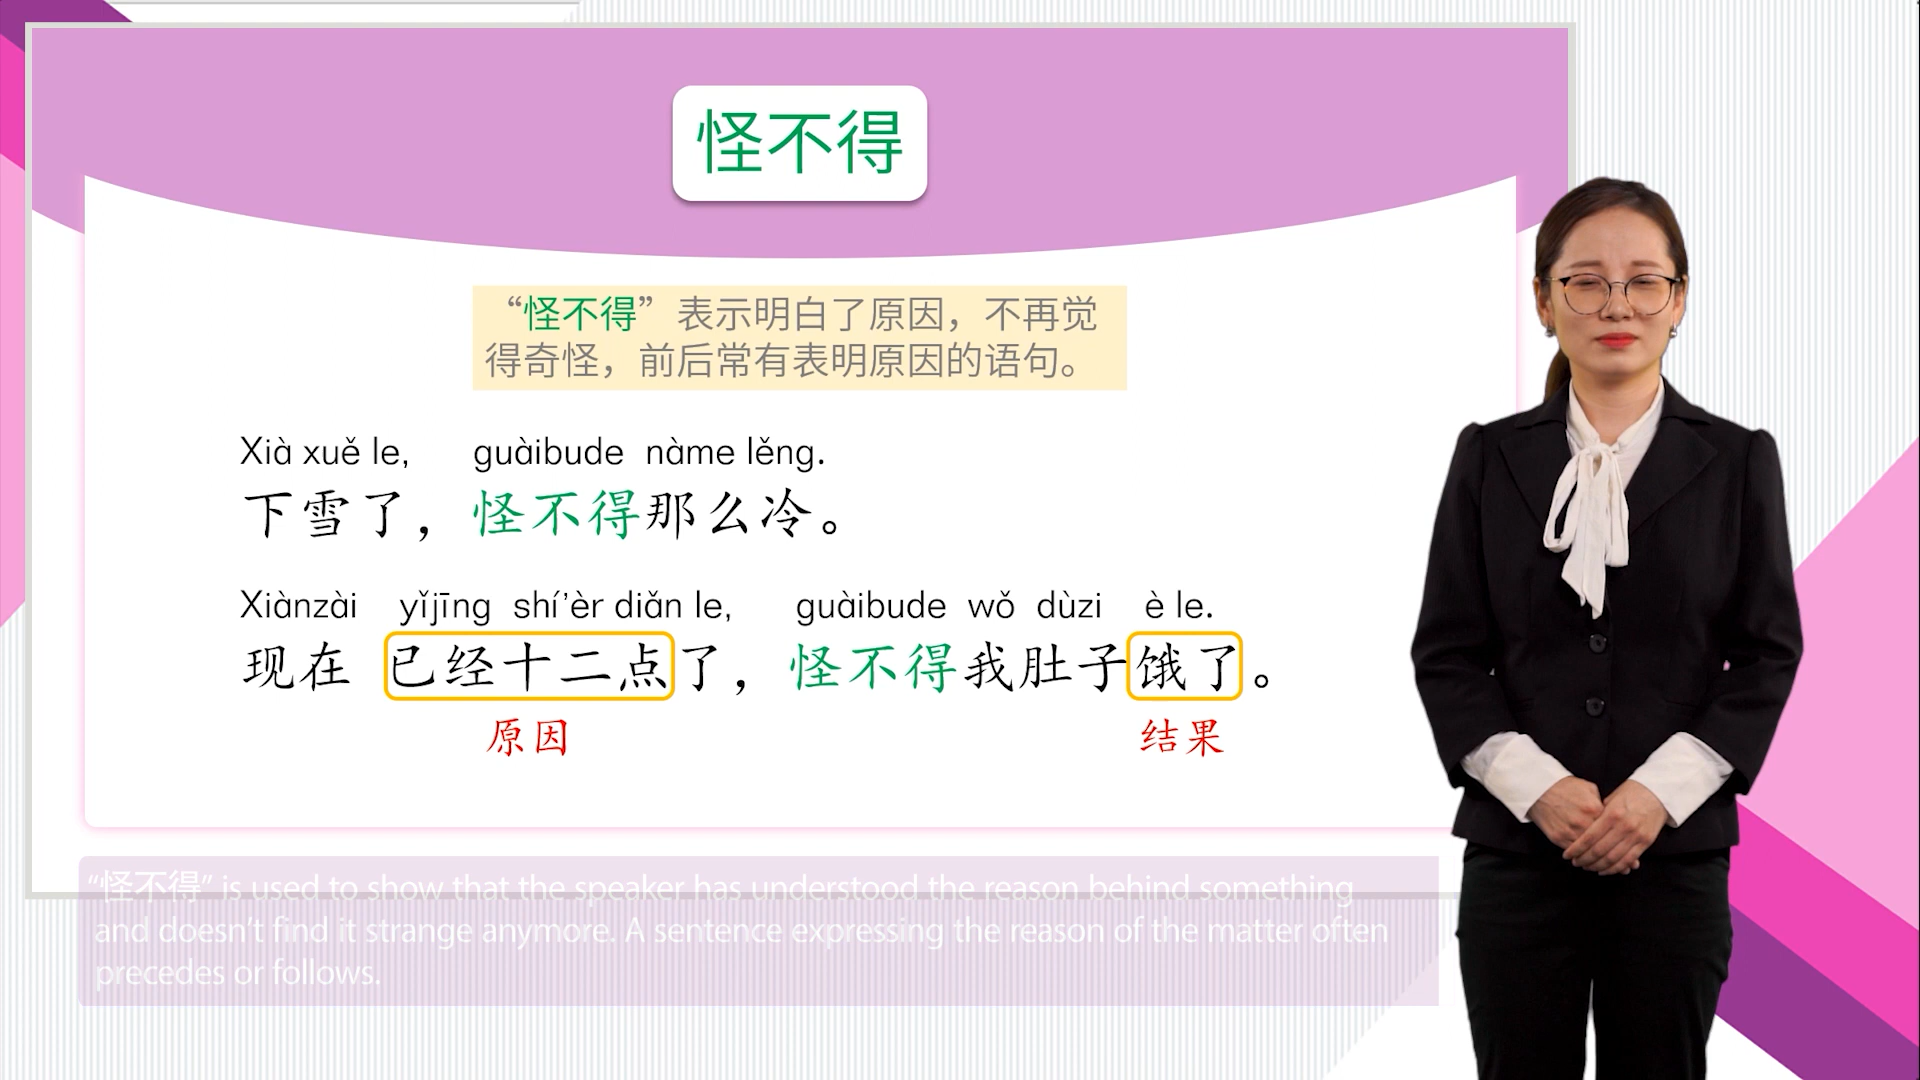 怪不得
“怪不得”表示明白了原因，不再觉
得奇怪，前后常有表明原因的语句。
Xià xuě le, guàibude nàme lěng.
下雪了，怪不得那么冷。
Xiànzài yǐjīng shí’èr diǎn le, guàibude wǒ dùzi è le.
现在 已经十二点了，怪不得我肚子饿了。
原因 结果
“怪不得” is used to show that the speaker has understood the reason behind something
and doesn’t find it strange anymore. A sentence expressing the reason of the matter often
precedes or follows.